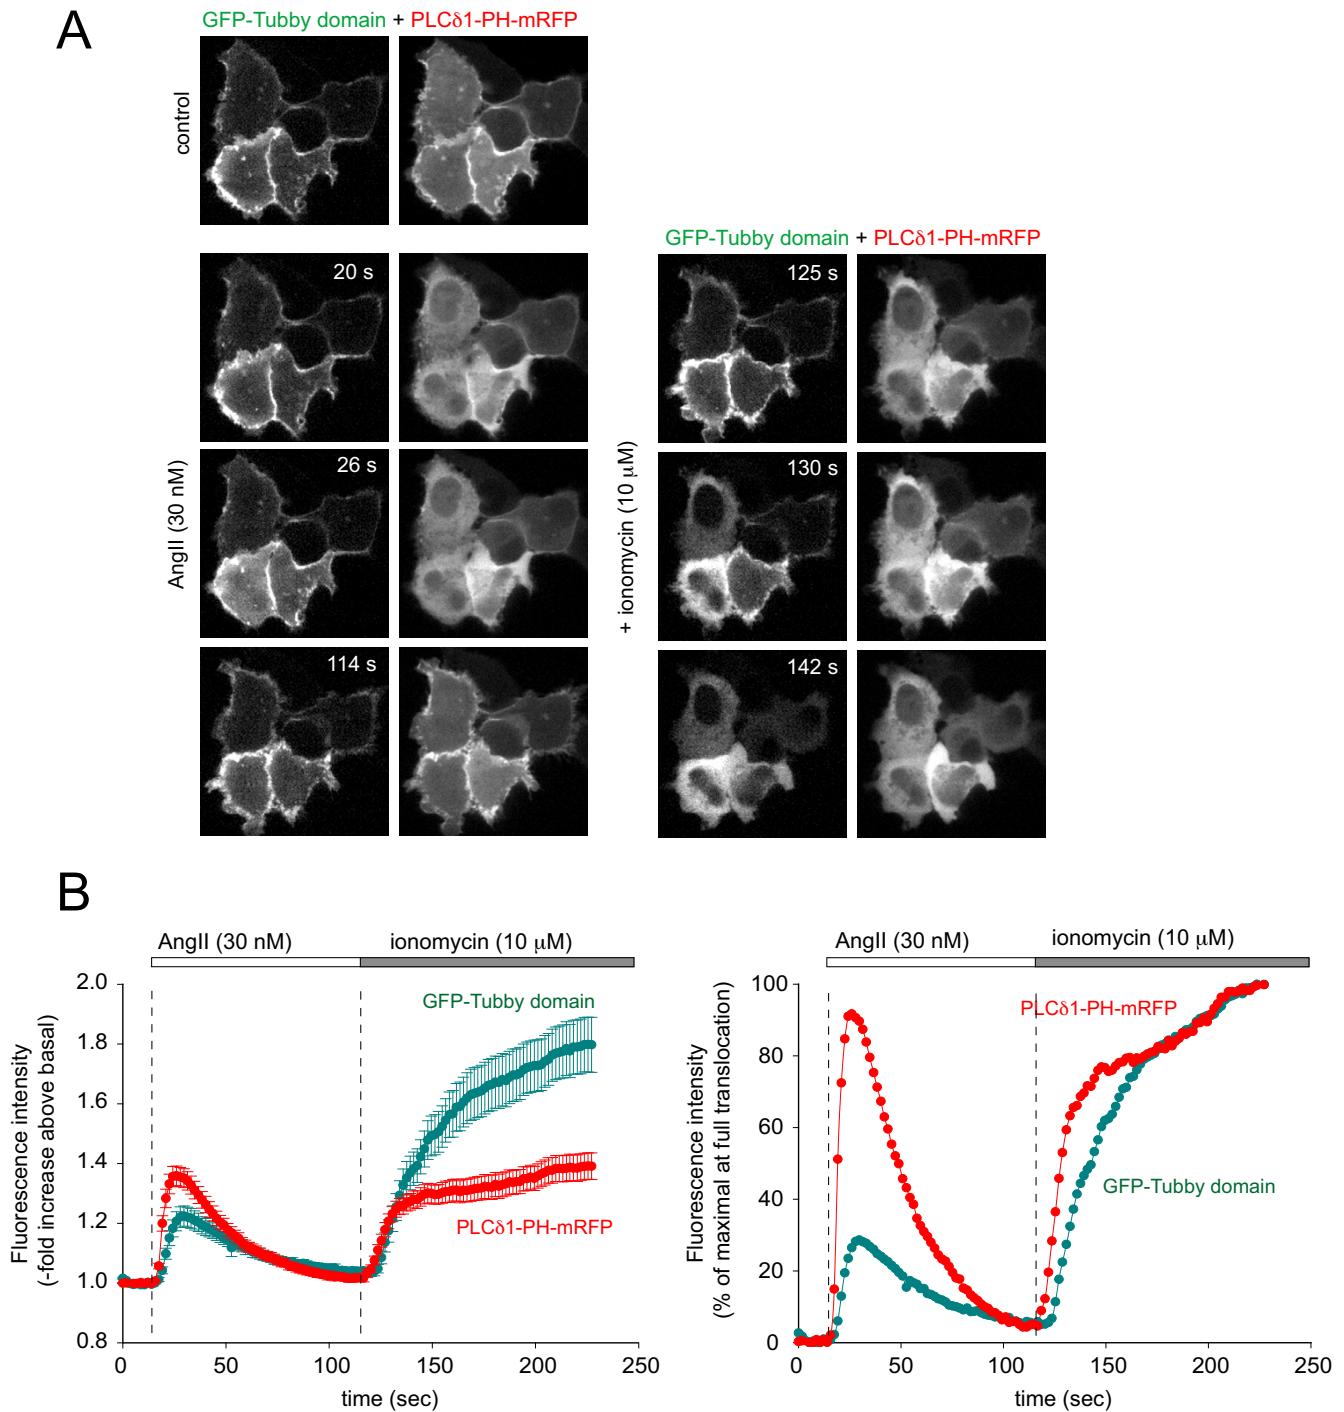 A
GFP-Tubby domain + PLCδ1-PH-mRFP
control
20 s
26 s
114 s
AngII (30 nM)
GFP-Tubby domain + PLCδ1-PH-mRFP
125 s
130 s
142 s
+ ionomycin (10 μM)
B
AngII (30 nM)
ionomycin (10 μM)
2.0
1.8
1.6
1.4
1.2
1.0
0.8
Fluorescence intensity
(-fold increase above basal)
GFP-Tubby domain
PLCδ1-PH-mRFP
0 50 100 150 200 250
time (sec)
AngII (30 nM)
ionomycin (10 μM)
100
80
60
40
20
0
Fluorescence intensity
(% of maximal at full translocation)
PLCδ1-PH-mRFP
GFP-Tubby domain
0 50 100 150 200 250
time (sec)